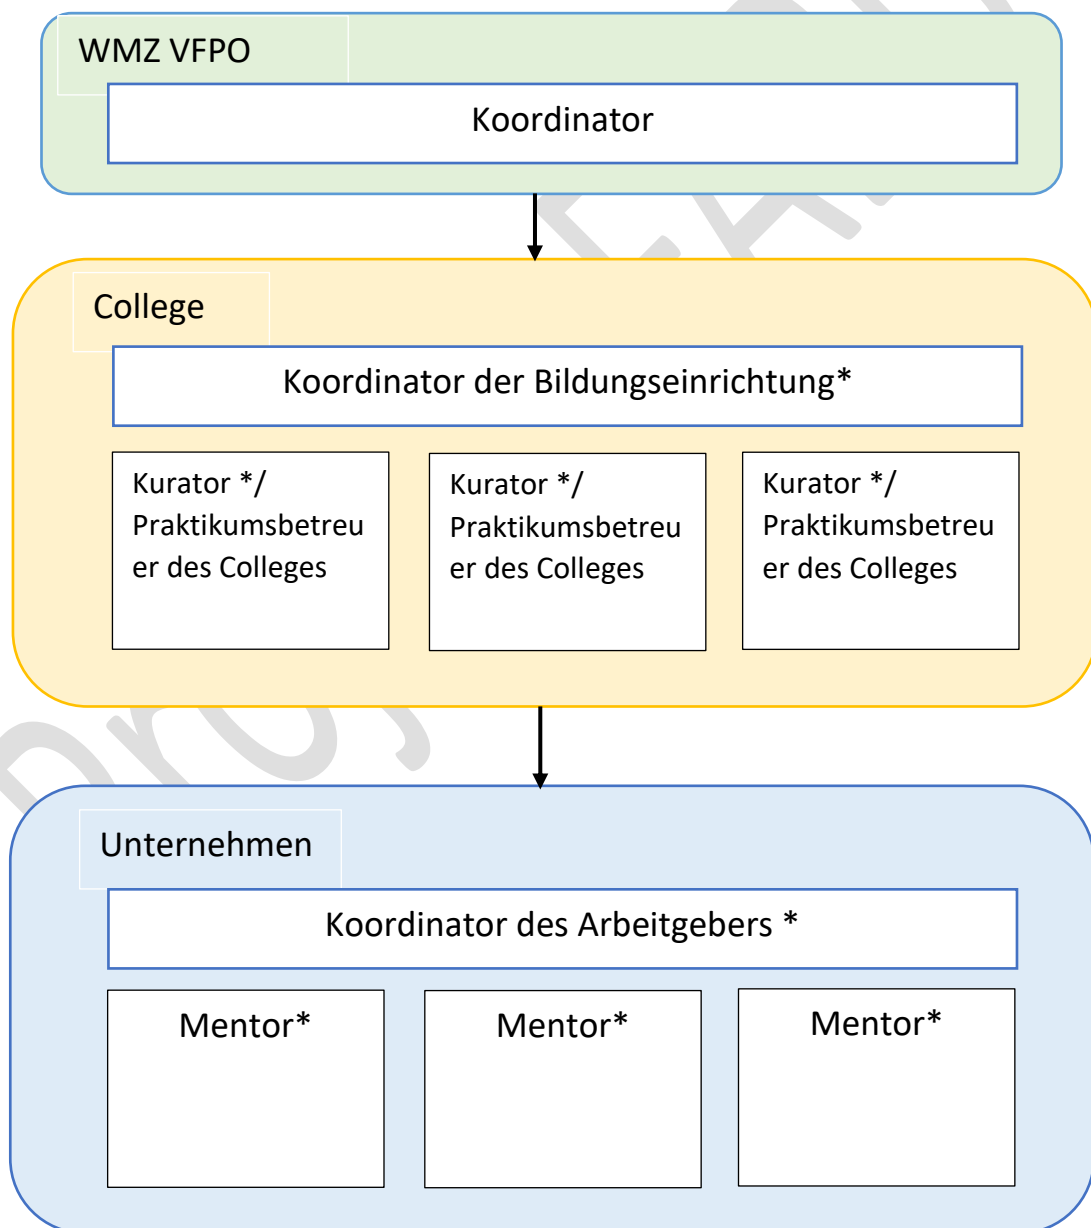 WMZ VFPO
Koordinator
College
Koordinator der Bildungseinrichtung*
Kurator */
Praktikumsbetreu
er des Colleges
Kurator */
Praktikumsbetreu
er des Colleges
Kurator */
Praktikumsbetreu
er des Colleges
Unternehmen
Koordinator des Arbeitgebers *
Mentor*
Mentor*
Mentor*